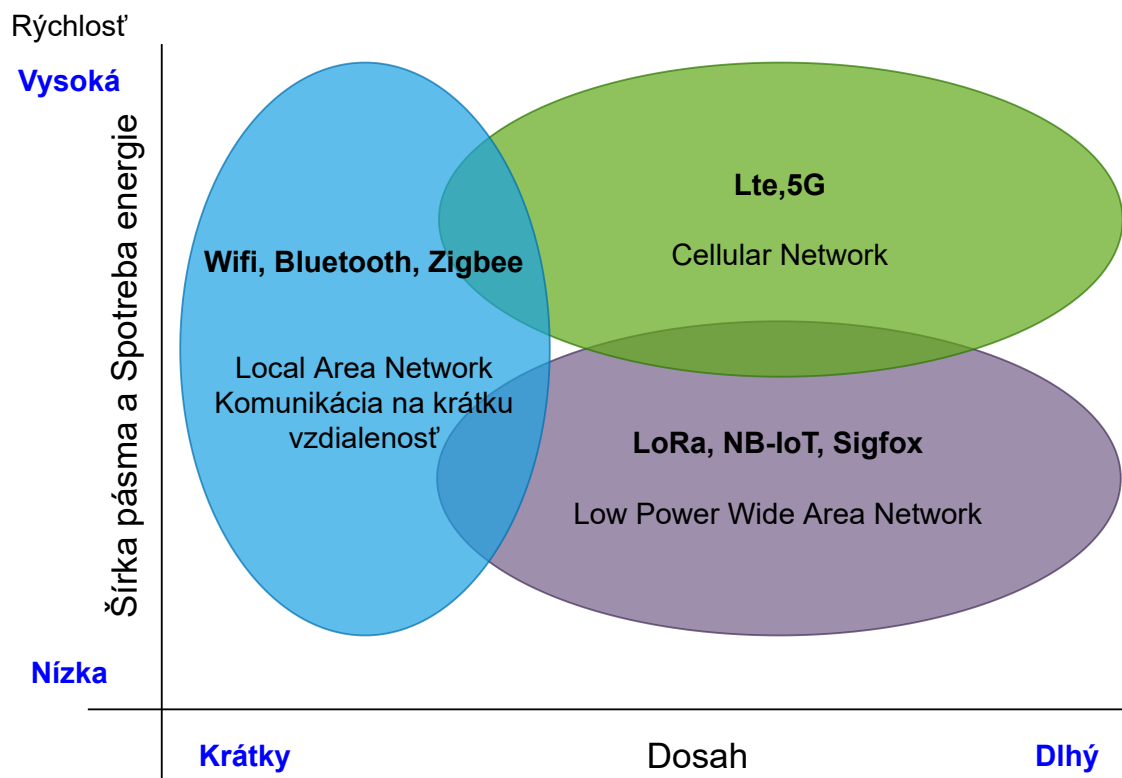 Rýchlosť
Vysoká
Šírka pásma a Spotreba energie
Nízka
Wifi, Bluetooth, Zigbee
Local Area Network
Komunikácia na krátku
vzdialenosť
Lte,5G
Cellular Network
LoRa, NB-IoT, Sigfox
Low Power Wide Area Network
Krátky
Dosah
Dlhý